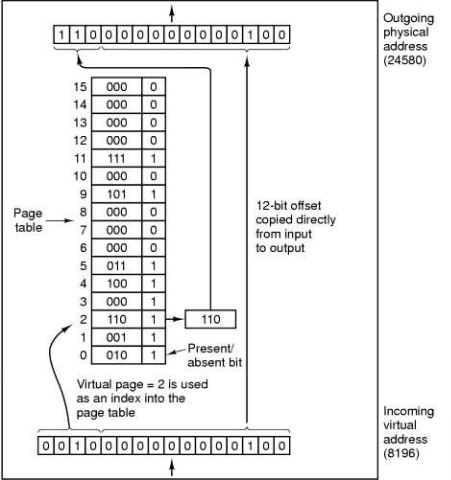 Outgoing
physical
address
(24580)
1 1 0 0 0 0 0 0 0 0 0 0 1 0 0
15 000 0
14 000 0
13 000 0
12 000 0
11 111 1
10 000 0
9 101 1
8 000 0
7 000 0
6 000 0
5 011 1
4 100 1
3 000 1
2 110 1
1 001 1
0 010 1
Page
table
110
12-bit offset
copied directly
from input
to output
Present/
absent bit
Virtual page = 2 is used
as an index into the
page table
0 0 1 0 0 0 0 0 0 0 0 0 0 1 0 0
Incoming
virtual
address
(8196)